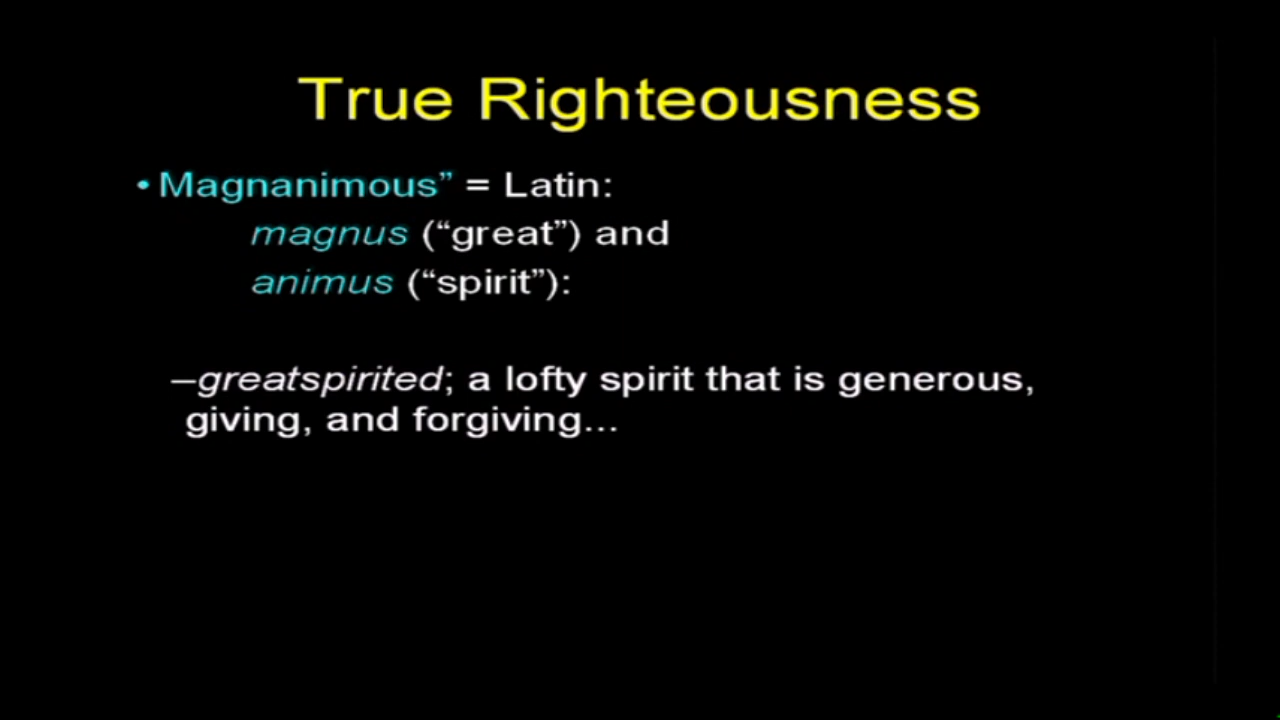 True Righteousness
• Magnanimous” = Latin:
magnus (“great”) and
animus (“spirit”):
–greatspirited; a lofty spirit that is generous,
giving, and forgiving...